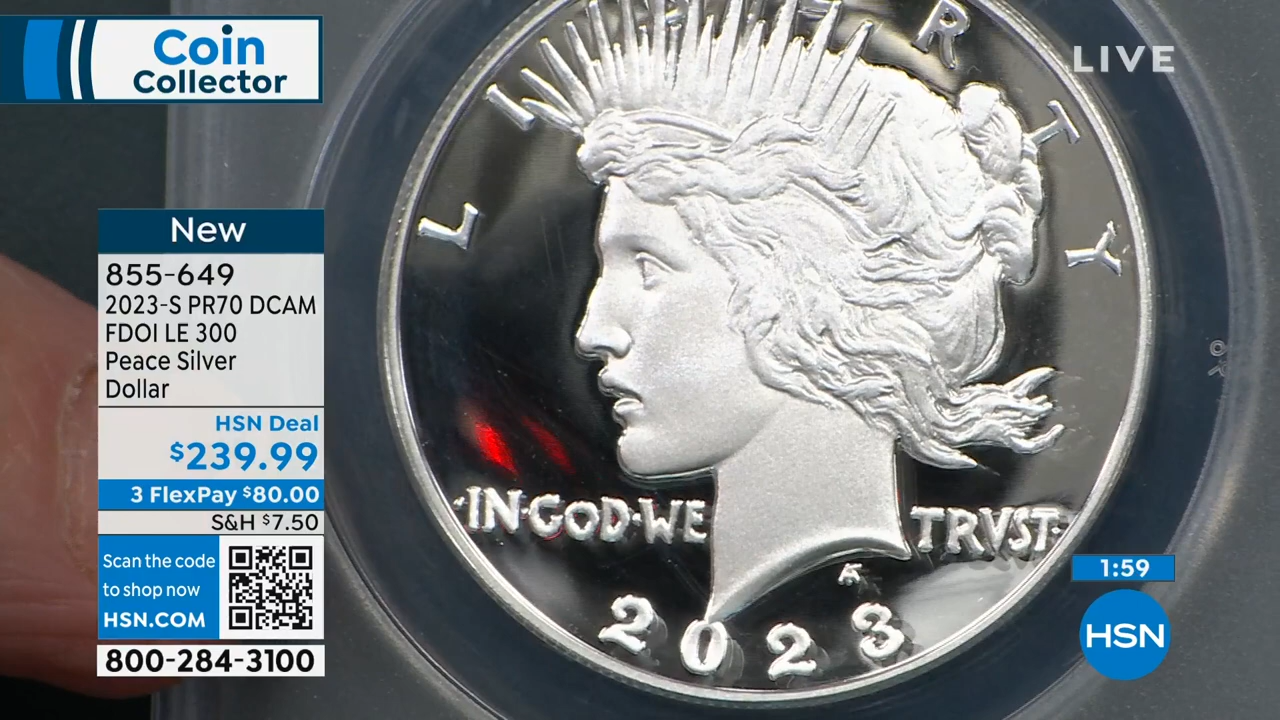 Coin
Collector
LIVE
New
855-649
2023-S PR70 DCAM
FDOI LE 300
Peace Silver
Dollar
HSN Deal
$239.99
3 FlexPay $80.00
S&H $7.50
Scan the code
to shop now
HSN.COM
800-284-3100
L I R T Y
·IN·GOD·WE TRVST·
2023
1:59
HSN